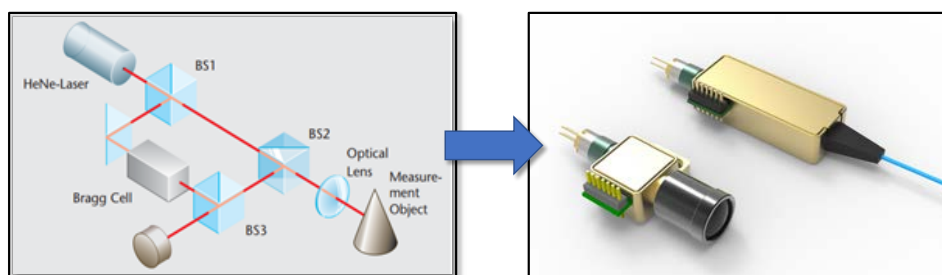 BS1
HeNe-Laser
BS2
Optical
Lens
Measure-
ment
Object
Bragg Cell
BS3